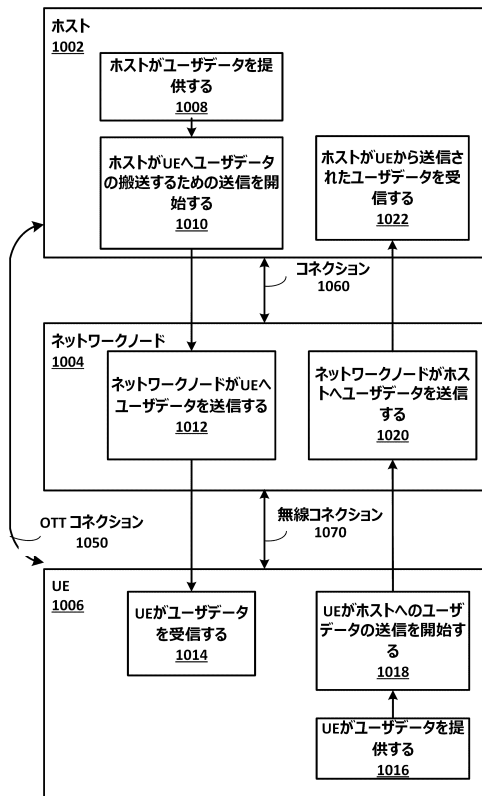 ホスト
1002
ホストがユーザデータを提
供する
1008
ホストがUEへユーザデータ
の搬送するための送信を開
始する
1010
ホストがUEから送信さ
れたユーザデータを受
信する
1022
コネクション
1060
ネットワークノード
1004
ネットワークノードがUEへ
ユーザデータを送信する
1012
ネットワークノードがホス
トへユーザデータを送信
する
1020
OTT コネクション
1050
無線コネクション
1070
UE
1006
UEがユーザデータ
を受信する
1014
UEがホストへのユーザ
データの送信を開始す
る
1018
UEがユーザデータを提
供する
1016